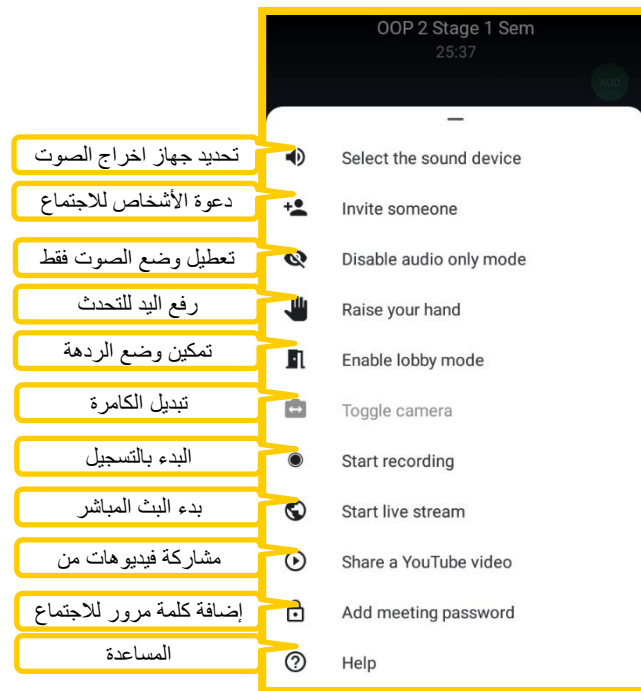 OOP 2 Stage 1 Sem
25:37
AUD
تحديد جهاز اخراج الصوت
Select the sound device
دعوة الأشخاص للاجتماع
Invite someone
تعطيل وضع الصوت فقط
Disable audio only mode
رفع اليد للتحدث
Raise your hand
تمكين وضع الردهة
Enable lobby mode
تبديل الكامرة
Toggle camera
البدء بالتسجيل
Start recording
بدء البث المباشر
Start live stream
مشاركة فيديوهات من
Share a YouTube video
إضافة كلمة مرور للاجتماع
Add meeting password
المساعدة
Help